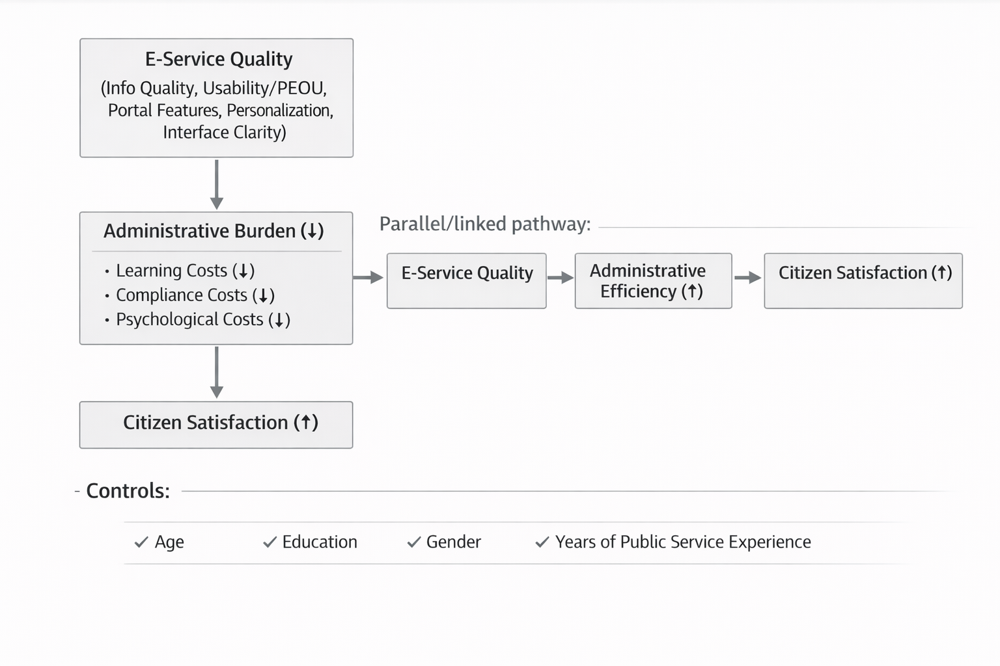 E-Service Quality
(Info Quality, Usability/PEOU,
Portal Features, Personalization,
Interface Clarity)
Administrative Burden (↓)
• Learning Costs (↓)
• Compliance Costs (↓)
• Psychological Costs (↓)
Parallel/linked pathway:
E-Service Quality
Administrative
Efficiency (↑)
Citizen Satisfaction (↑)
Citizen Satisfaction (↑)
- Controls:
✓ Age
✓ Education
✓ Gender
✓ Years of Public Service Experience